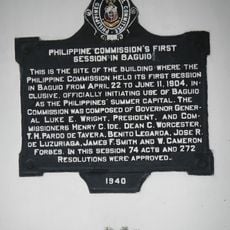 PHILIPPINE COMMISSION'S FIRST
SESSION IN BAGUIO
THIS IS THE SITE OF THE BUILDING WHERE THE
PHILIPPINE COMMISSION HELD ITS FIRST SESSION
IN BAGUIO FROM APRIL 22 TO JUNE 11, 1904, IN-
CLUSIVE, OFFICIALLY INITIATING USE OF BAGUIO
AS THE PHILIPPINES' SUMMER CAPITAL. THE
COMMISSION WAS COMPOSED OF GOVERNOR GENER-
AL LUKE E. WRIGHT, PRESIDENT, AND COM-
MISSIONERS HENRY C. IDE, DEAN C. WORCESTER,
T. H. PARDO DE TAVERA, BENITO LEGARDA, JOSE R.
DE LUZURIAGA, JAMES F. SMITH AND W. CAMERON
FORBES. IN THIS SESSION 74 ACTS AND 272
RESOLUTIONS WERE APPROVED.
1940